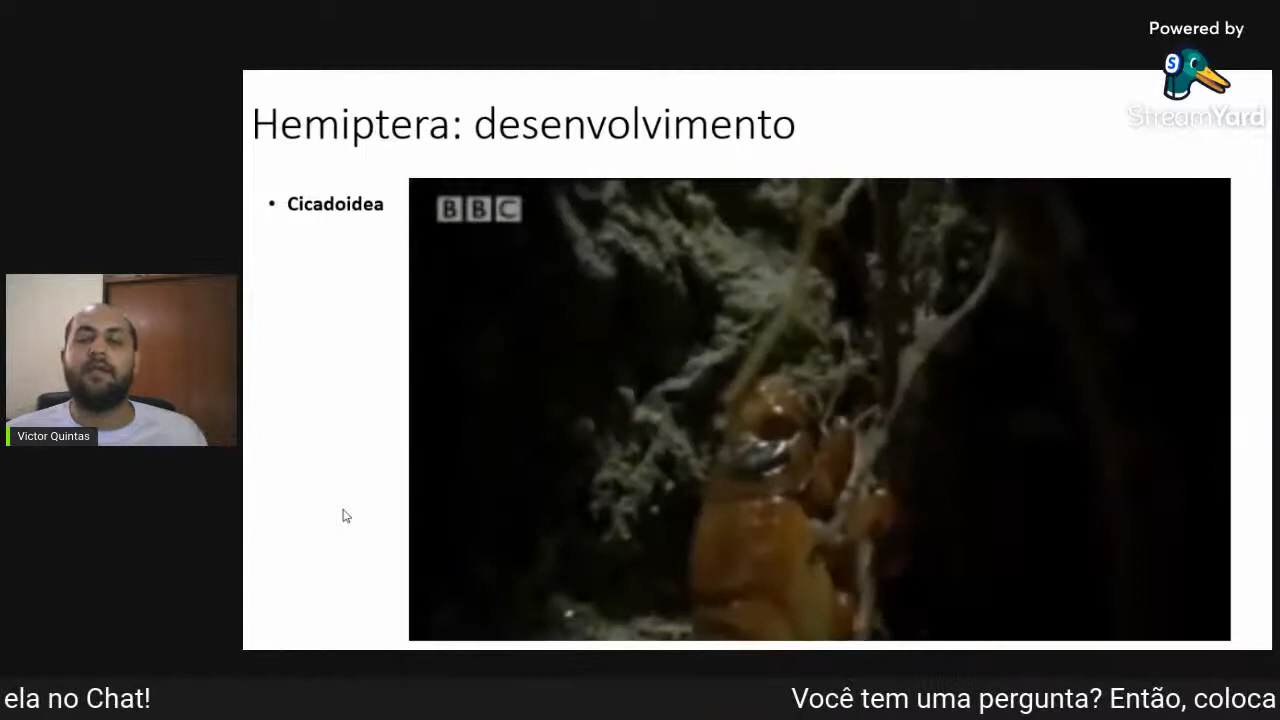 Powered by
S
StreamYard
Hemiptera: desenvolvimento
• Cicadoidea
BBC
Victor Quintas
ela no Chat!
Você tem uma pergunta? Então, coloca